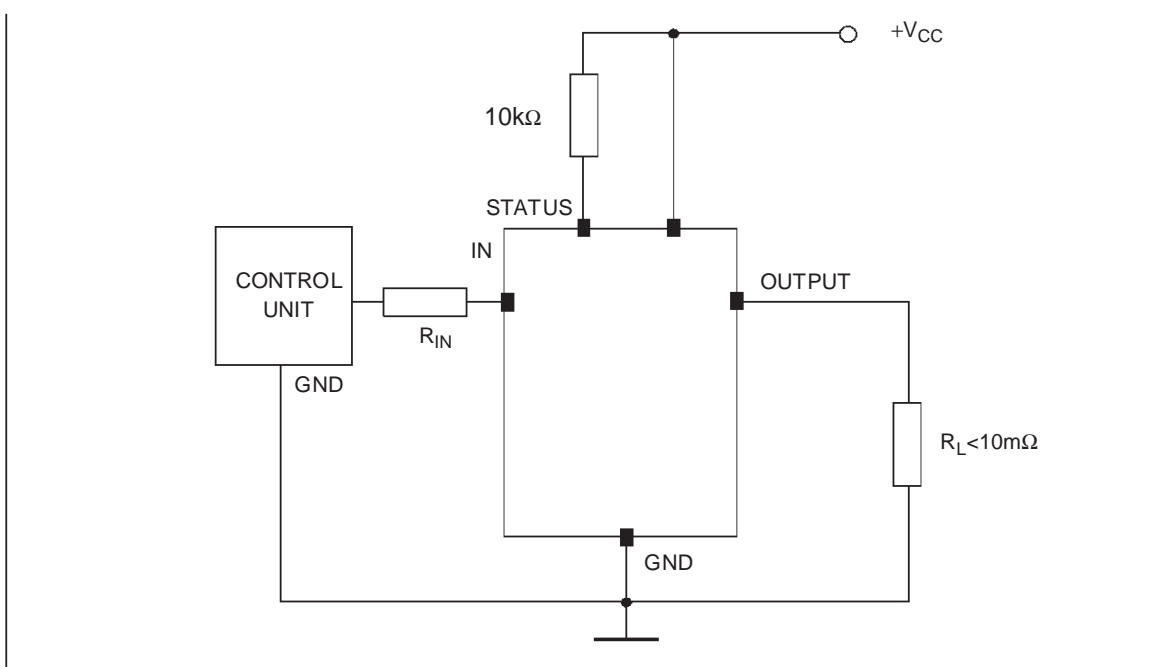 +VCC
10kΩ
STATUS
IN
CONTROL
UNIT
OUTPUT
RIN
GND
RL<10mΩ
GND